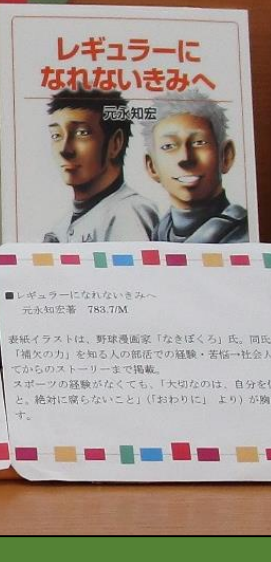 レギュラーに
なれないきみへ
元永知宏
■レギュラーになれないきみへ
元永知宏著 783.7/M
表紙イラストは、野球漫画家「なきぼくろ」氏。同氏
「補欠の力」を知る人の部活での経験・苦悩→社会人
てからのストーリーまで掲載。
スポーツの経験がなくても、「大切なのは、自分を
と、絶対に腐らないこと」(「おわりに」より)が胸
す。